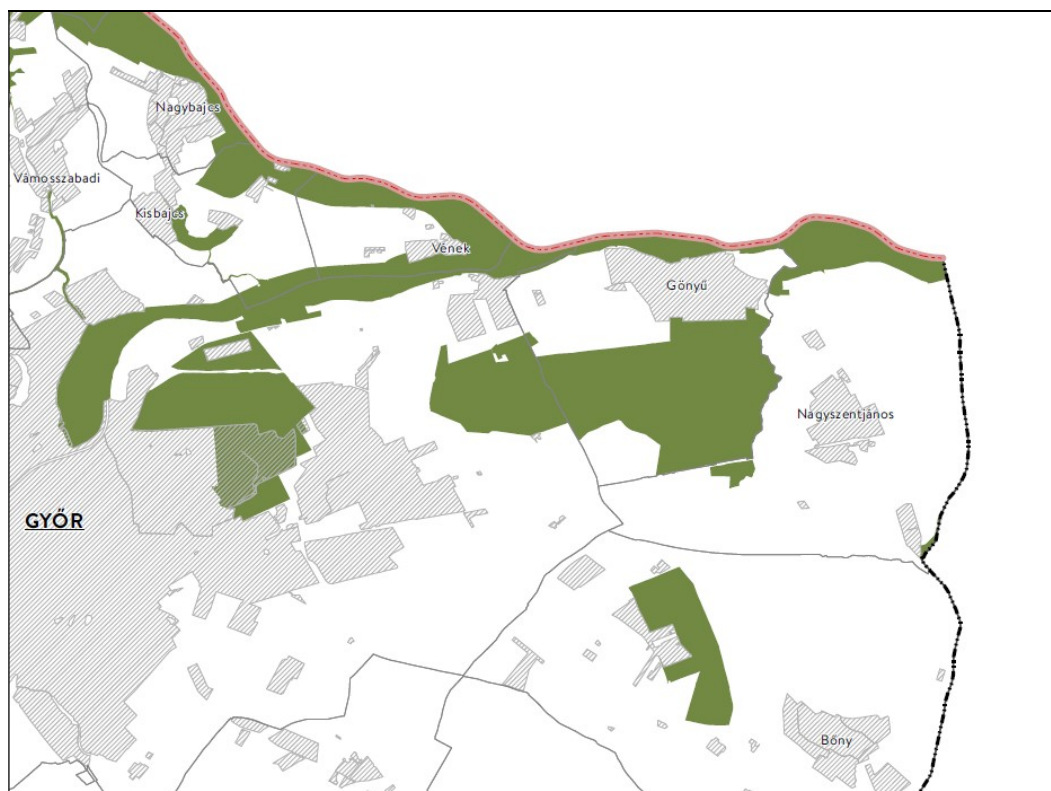 Nagybajcs
Vámosszabadi
Kisbajcs
Vének
Gönyű
Nagyszentjános
GYŐR
Bőny